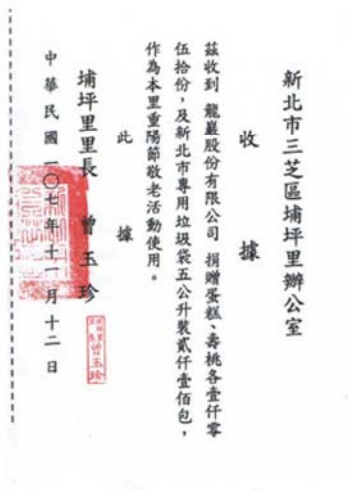 新北市三芝區埔坪里辦公室
收據
茲收到 龍巖股份有限公司 捐贈蛋糕、壽桃各壹仟零
伍拾份，及新北市專用垃圾袋五公升裝貳仟壹佰包，
作為本里重陽節敬老活動使用。
此據
埔坪里里長 曾玉珍
曾玉珍
中華民國一〇七年十一月十二日